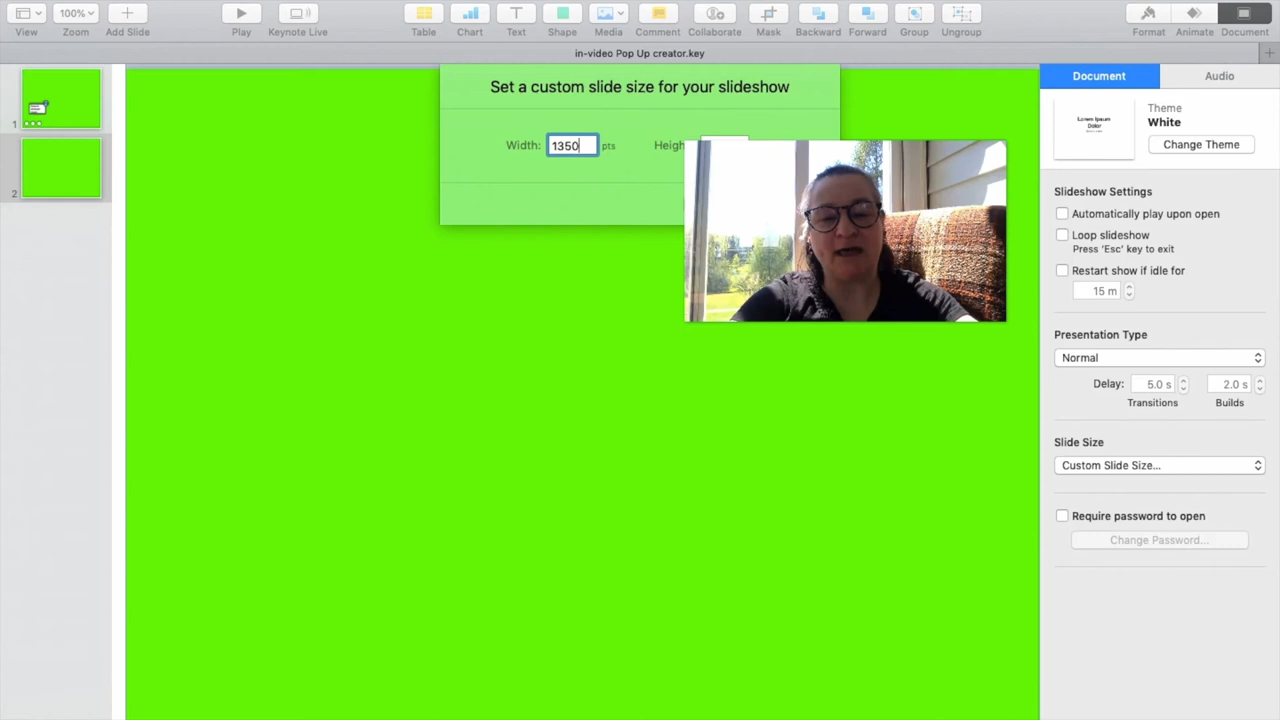 View
100%
Zoom
Add Slide
Play
Keynote Live
Table
Chart
Text
Shape
Media
Comment
Collaborate
Mask
Backward
Forward
Group
Ungroup
Format
Animate
Document
in-video Pop Up creator.key
1
2
Set a custom slide size for your slideshow
Width: 1350 pts
Heigh
Document
Audio
Lorem Ipsum
Dolor
Theme
White
Change Theme
Slideshow Settings
Automatically play upon open
Loop slideshow
Press ‘Esc’ key to exit
Restart show if idle for
15 m
Presentation Type
Normal
Delay: 5.0 s 2.0 s
Transitions Builds
Slide Size
Custom Slide Size...
Require password to open
Change Password...